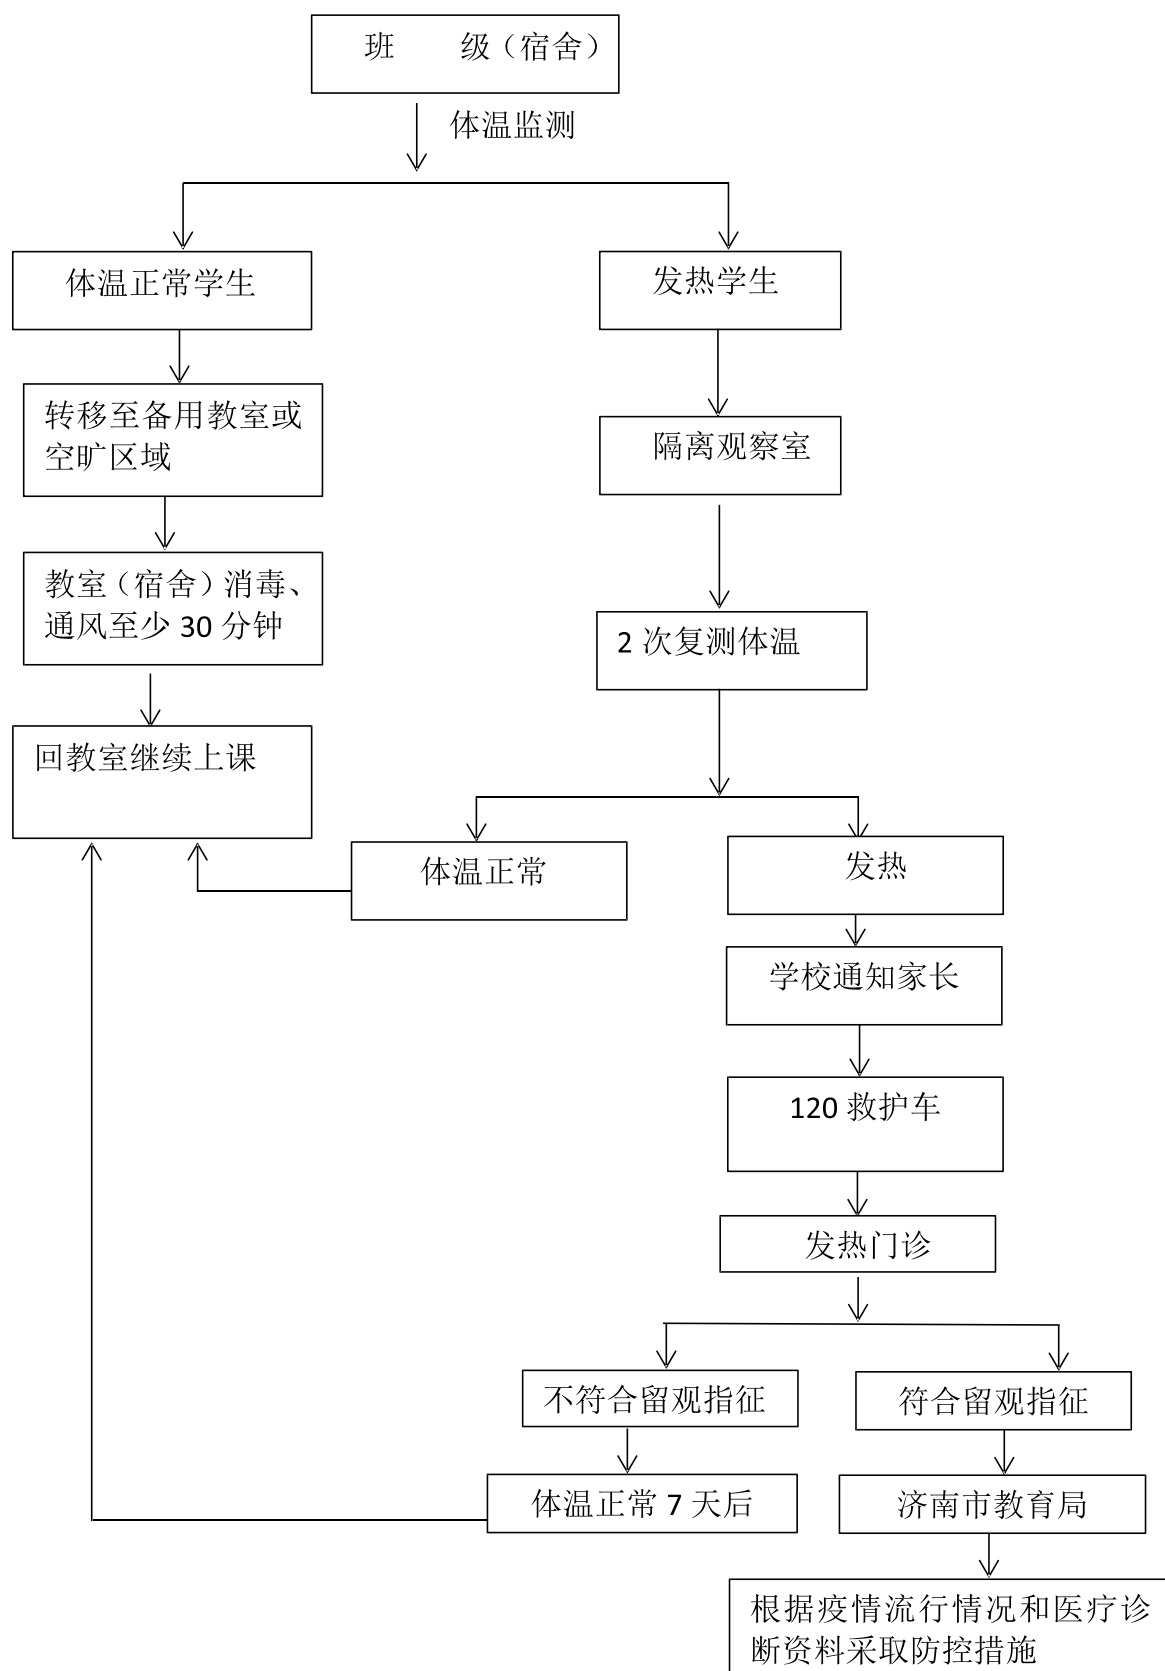 班 级（宿舍）
体温监测
体温正常学生
发热学生
转移至备用教室或
空旷区域
隔离观察室
教室（宿舍）消毒、
通风至少 30 分钟
2 次复测体温
回教室继续上课
体温正常
发热
学校通知家长
120 救护车
发热门诊
不符合留观指征
符合留观指征
体温正常 7 天后
济南市教育局
根据疫情流行情况和医疗诊
断资料采取防控措施